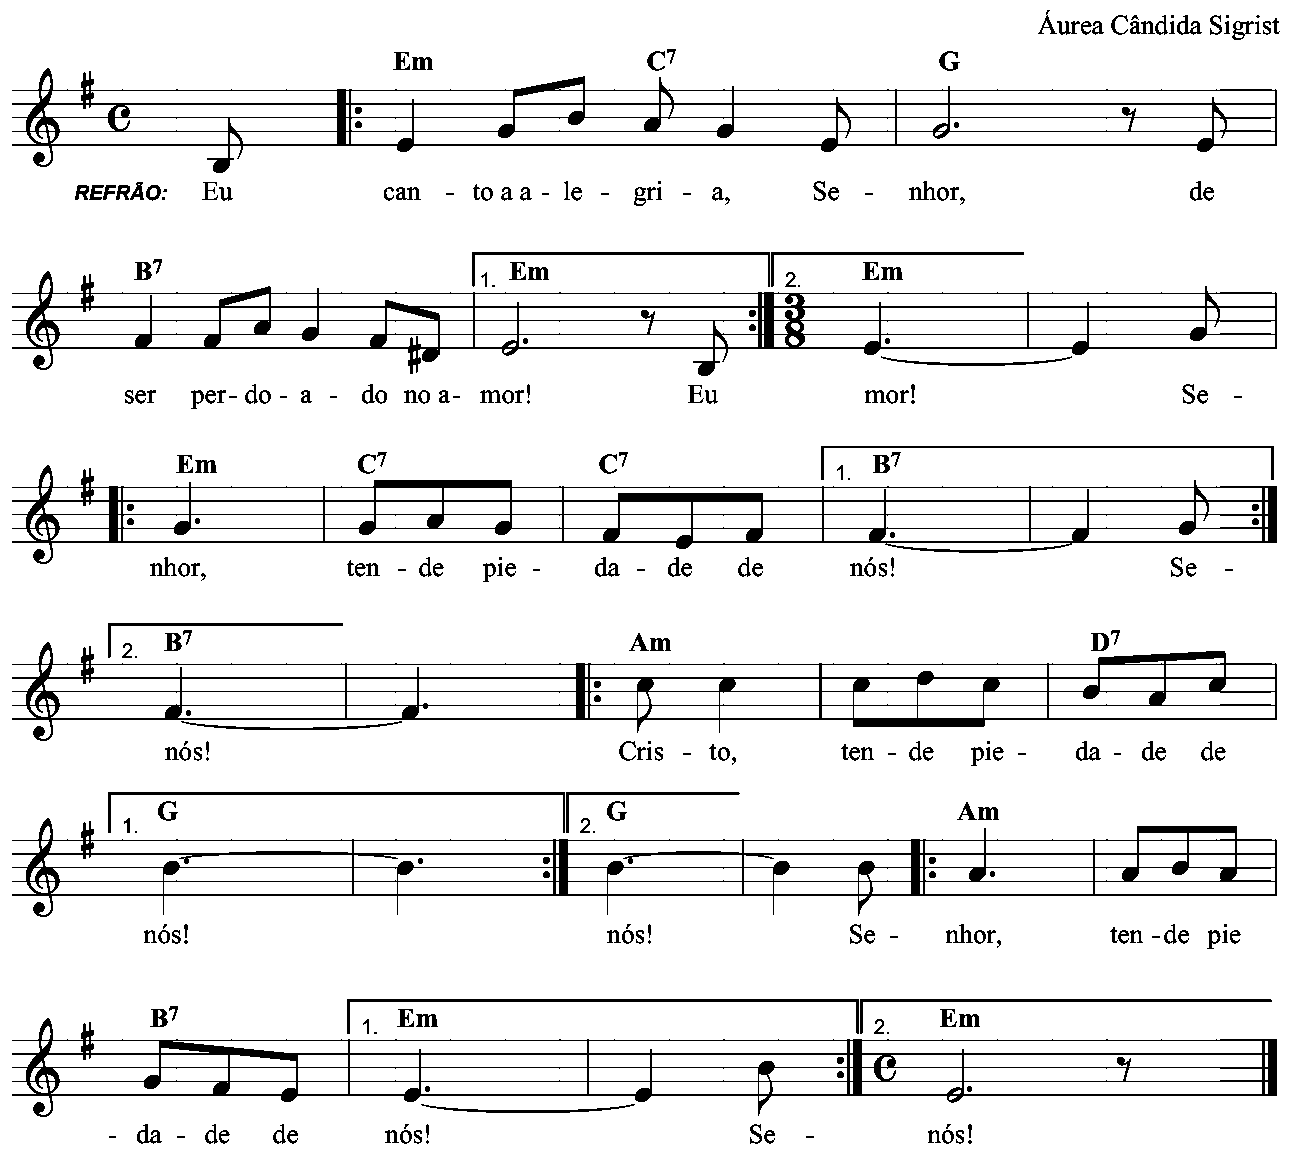 Áurea Cândida Sigrist
Em C7 G
REFRÃO: Eu can - to a a - le - gri - a, Se - nhor, de
B7 1. Em 2. Em
3 8
ser per - do - a - do no a - mor! Eu mor! Se -
Em C7 C7 1. B7
nhor, ten - de pie - da - de de nós! Se -
2. B7 Am D7
nós! Cris - to, ten - de pie - da - de de
1. G 2. G Am
nós! nós! Se - nhor, ten - de pie
B7 1. Em 2. Em
- da - de de nós! Se - nós!